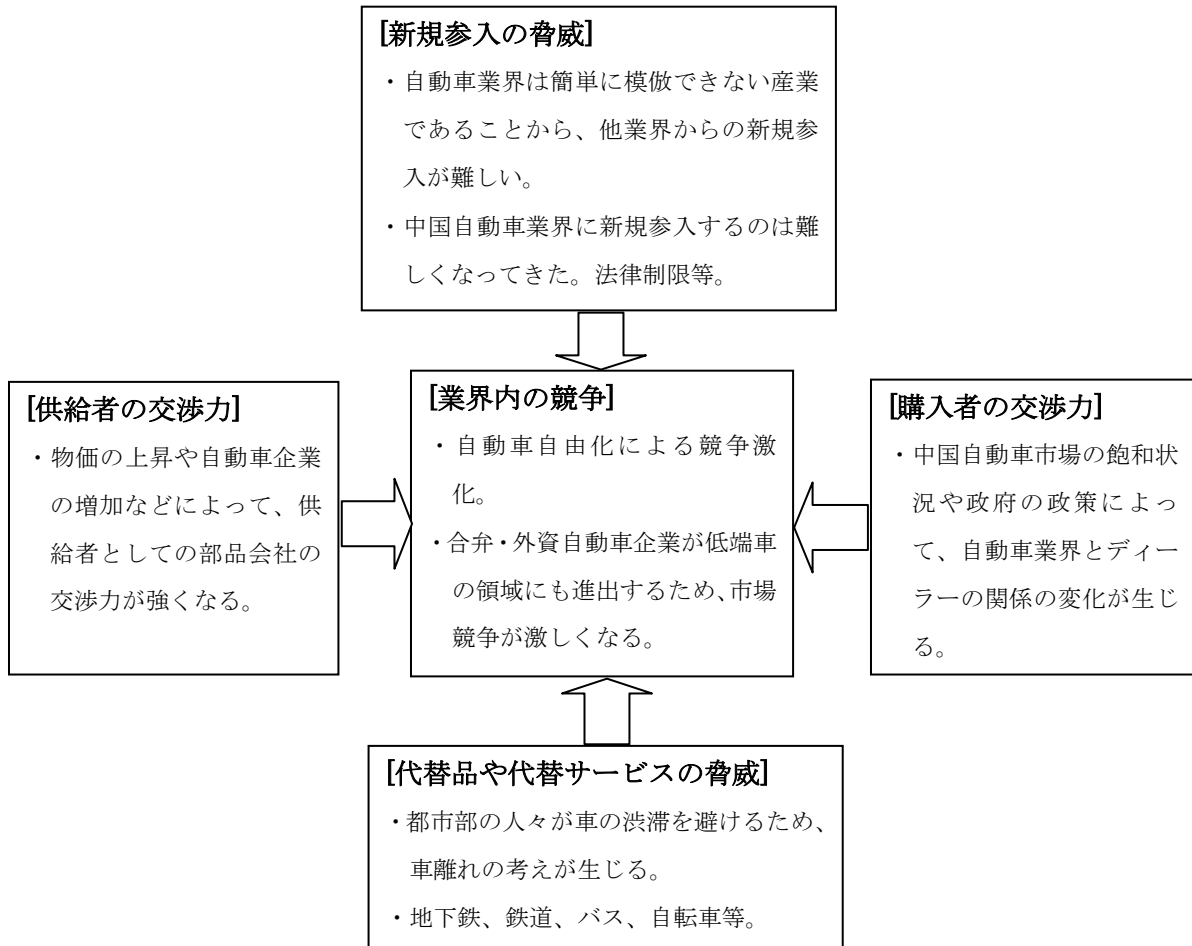 [新規参入の脅威]
・自動車業界は簡単に模倣できない産業
であることから、他業界からの新規参
入が難しい。
・中国自動車業界に新規参入するのは難
しくなってきた。法律制限等。
[供給者の交渉力]
・物価の上昇や自動車企業
の増加などによって、供
給者としての部品会社の
交渉力が強くなる。
[業界内の競争]
・自動車自由化による競争激
化。
・合弁・外資自動車企業が低端車
の領域にも進出するため、市場
競争が激しくなる。
[購入者の交渉力]
・中国自動車市場の飽和状
況や政府の政策によっ
て、自動車業界とディー
ラーの関係の変化が生じ
る。
[代替品や代替サービスの脅威]
・都市部の人々が車の渋滞を避けるため、
車離れの考えが生じる。
・地下鉄、鉄道、バス、自転車等。